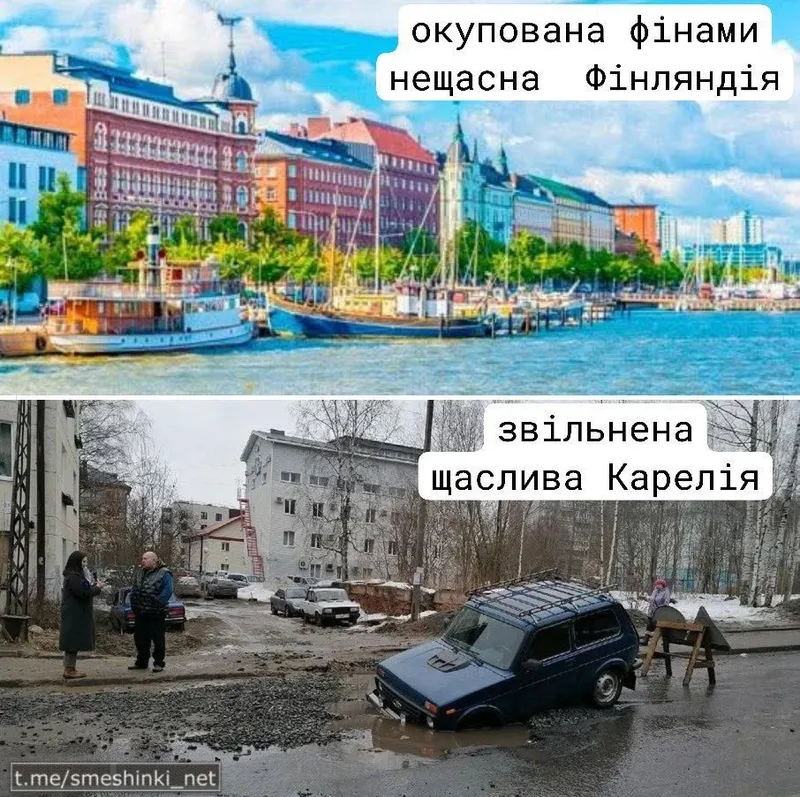 окупована фінами
нещасна Фінляндія
звільнена
щаслива Карелія
t.me/smeshinki_net